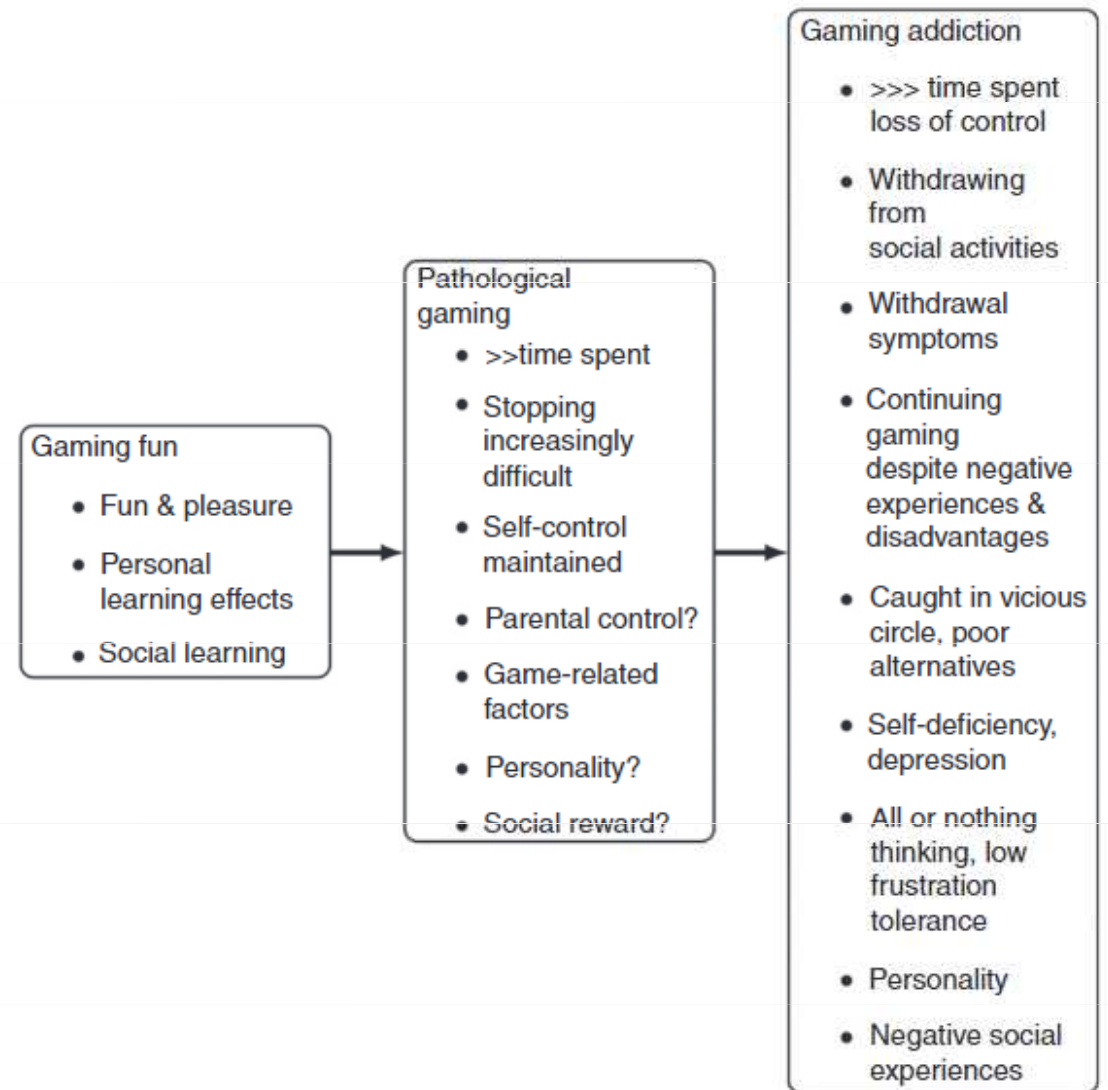 Gaming fun
• Fun & pleasure
• Personal
learning effects
• Social learning
Pathological
gaming
• >>time spent
• Stopping
increasingly
difficult
• Self-control
maintained
• Parental control?
• Game-related
factors
• Personality?
• Social reward?
Gaming addiction
• >>> time spent
loss of control
• Withdrawing
from
social activities
• Withdrawal
symptoms
• Continuing
gaming
despite negative
experiences &
disadvantages
• Caught in vicious
circle, poor
alternatives
• Self-deficiency,
depression
• All or nothing
thinking, low
frustration
tolerance
• Personality
• Negative social
experiences